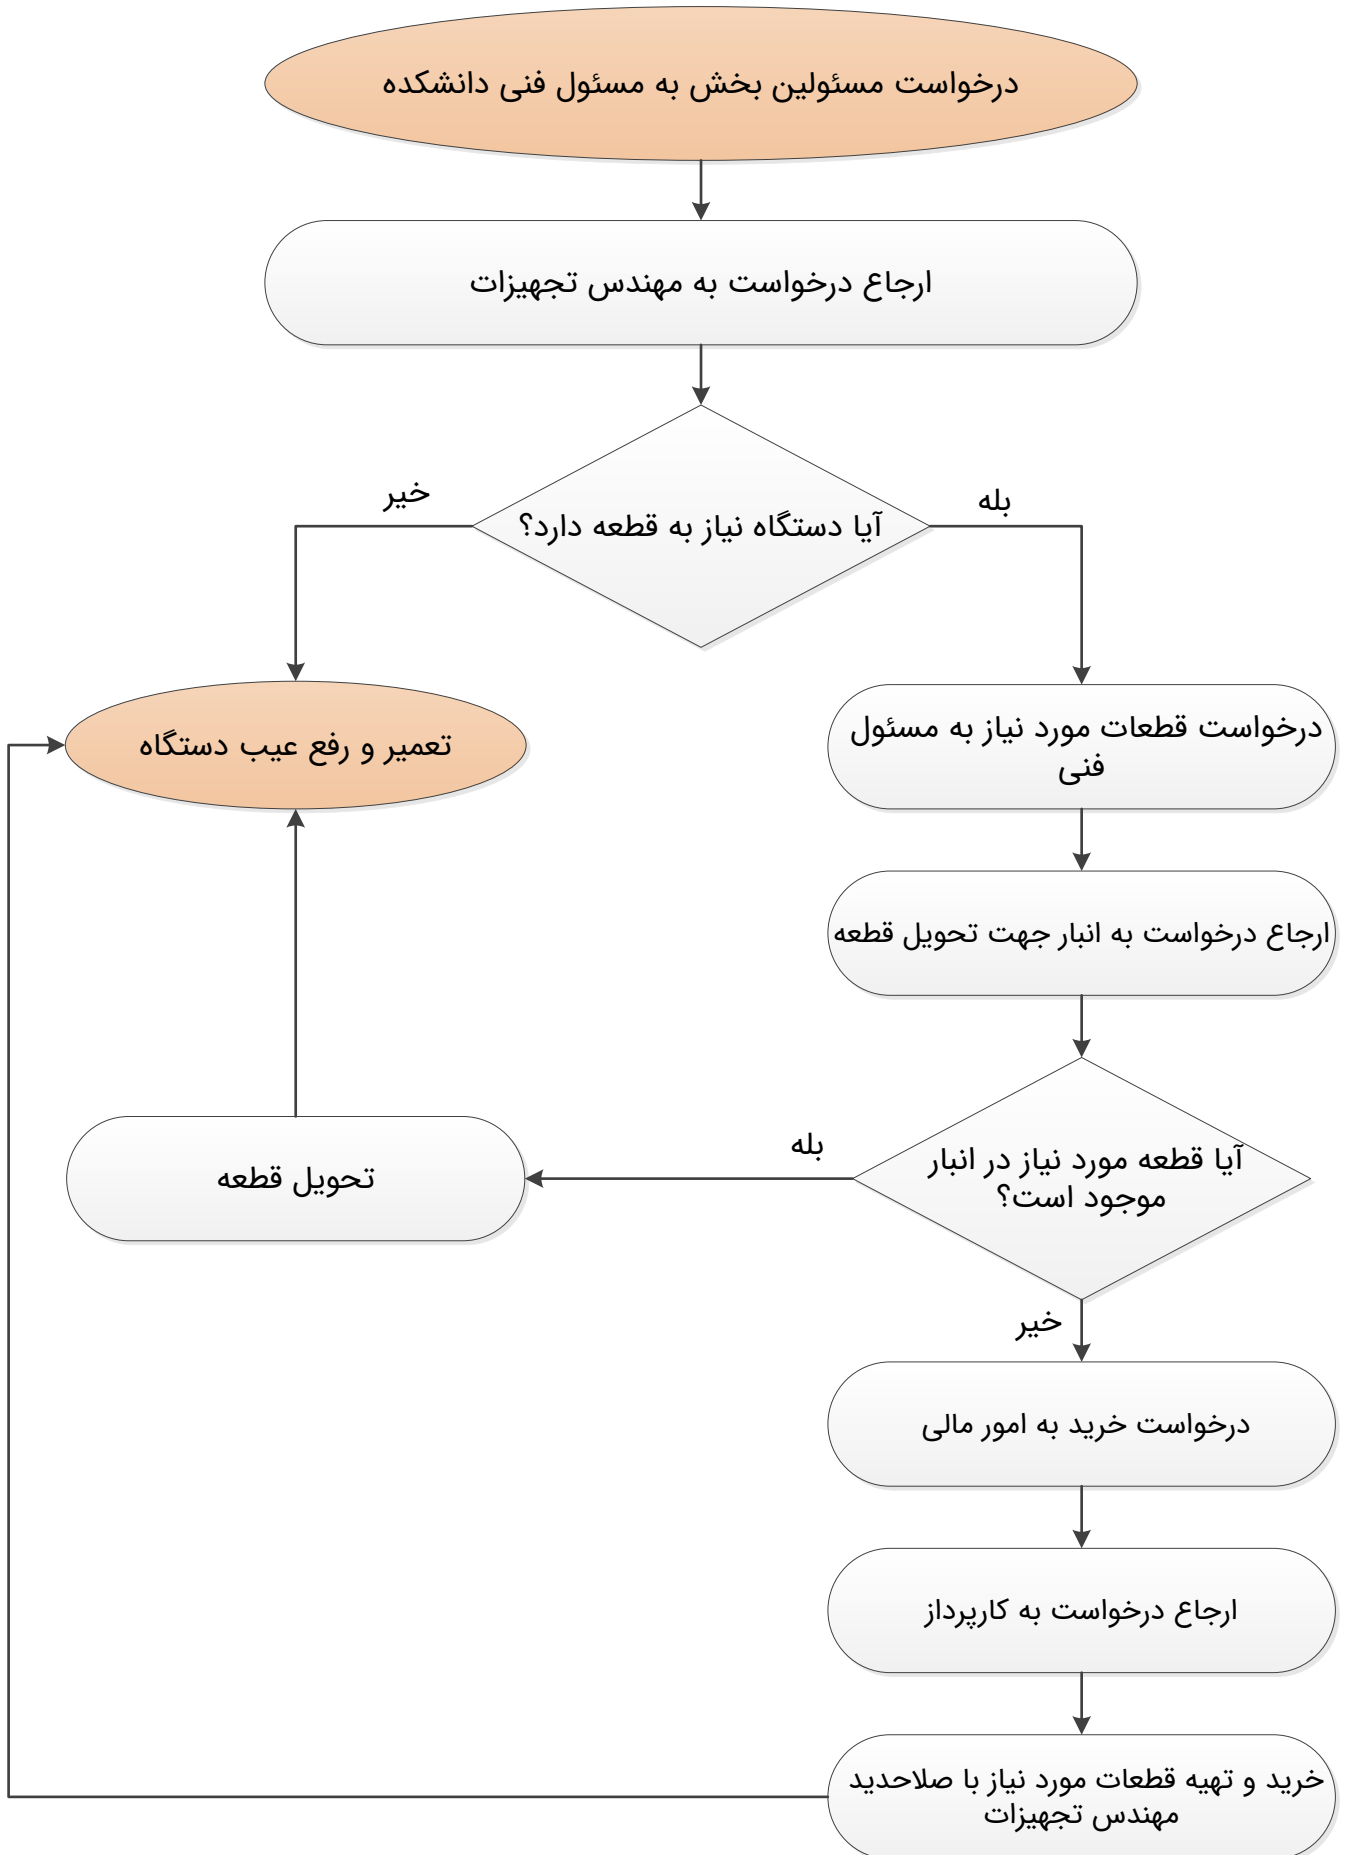 درخواست مسئولین بخش به مسئول فنی دانشکده
ارجاع درخواست به مهندس تجهیزات
آیا دستگاه نیاز به قطعه دارد؟
بله
خیر
درخواست قطعات مورد نیاز به مسئول
فنی
تعمیر و رفع عیب دستگاه
ارجاع درخواست به انبار جهت تحویل قطعه
آیا قطعه مورد نیاز در انبار
موجود است؟
بله
تحویل قطعه
خیر
درخواست خرید به امور مالی
ارجاع درخواست به کارپرداز
خرید و تهیه قطعات مورد نیاز با صلاحدید
مهندس تجهیزات